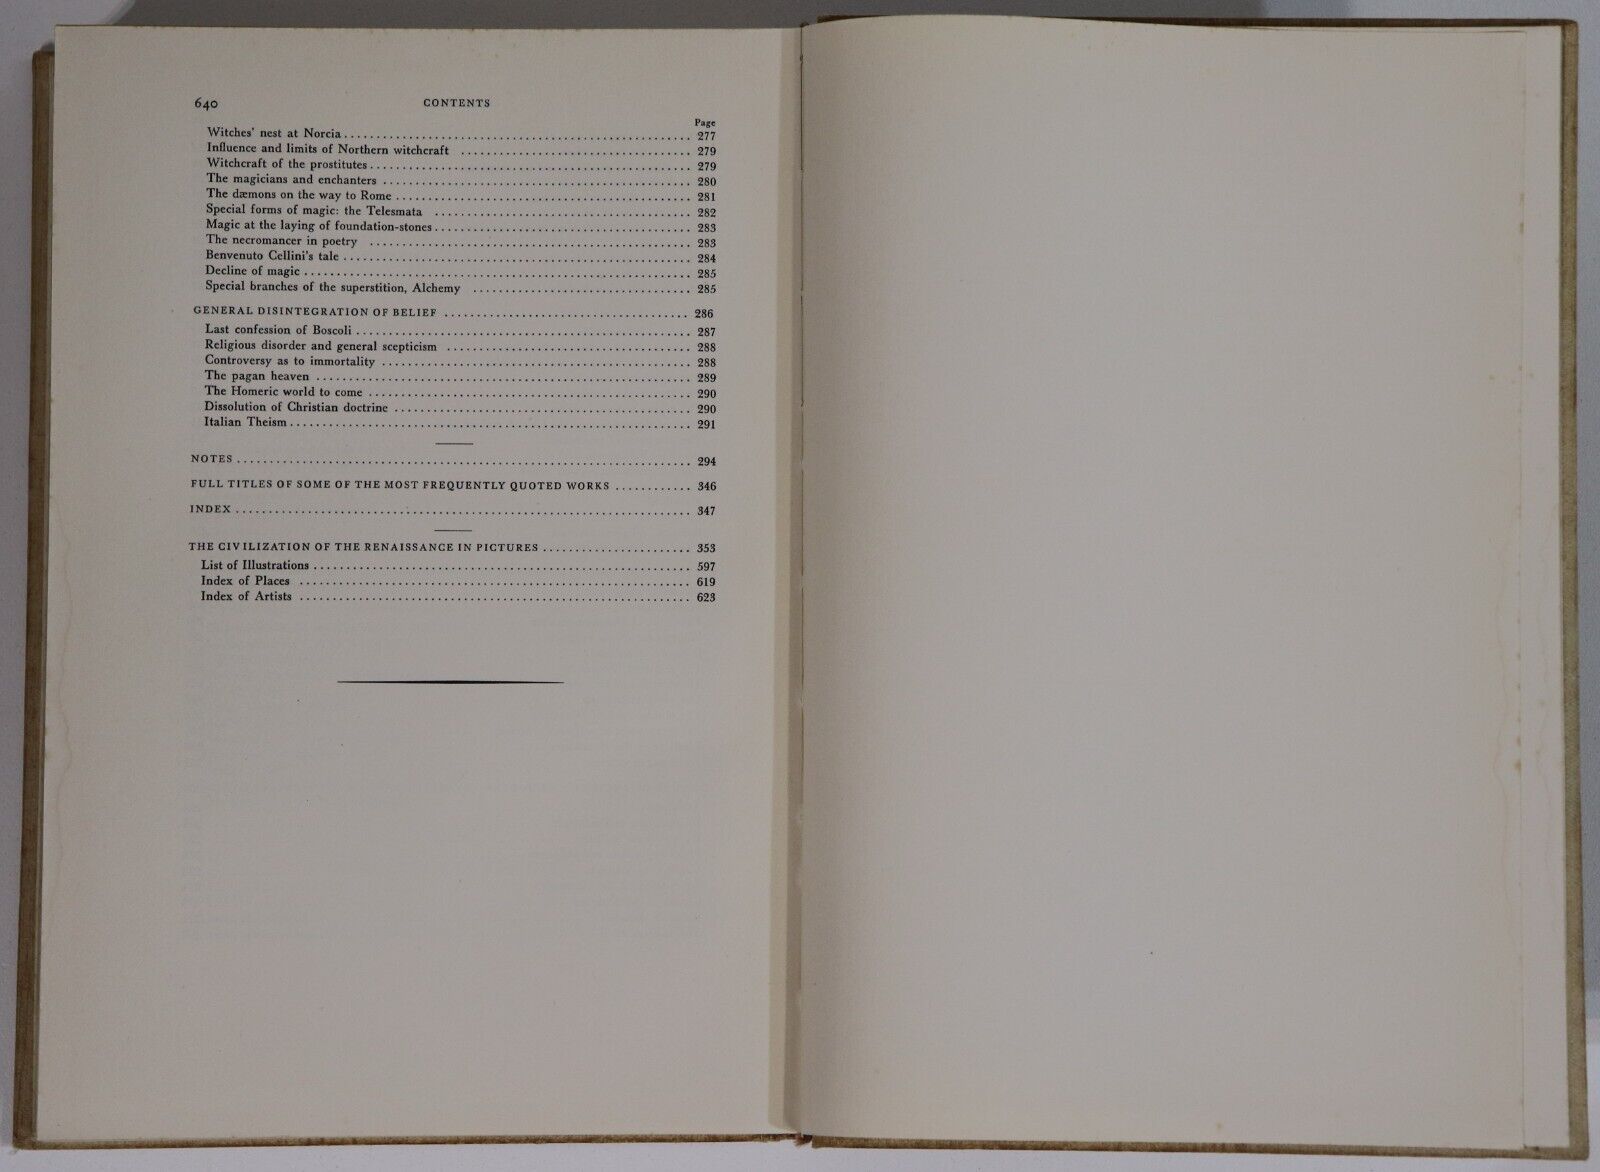 640 CONTENTS
Page
Witches' nest at Norcia 277
Influence and limits of Northern witchcraft 279
Witchcraft of the prostitutes 279
The magicians and enchanters 280
The dæmons on the way to Rome 281
Special forms of magic: the Telesmata 282
Magic at the laying of foundation-stones 283
The necromancer in poetry 283
Benvenuto Cellini's tale 284
Decline of magic 285
Special branches of the superstition, Alchemy 285
GENERAL DISINTEGRATION OF BELIEF 286
Last confession of Boscoli 287
Religious disorder and general scepticism 288
Controversy as to immortality 288
The pagan heaven 289
The Homeric world to come 290
Dissolution of Christian doctrine 290
Italian Theism 291
NOTES 294
FULL TITLES OF SOME OF THE MOST FREQUENTLY QUOTED WORKS 346
INDEX 347
THE CIVILIZATION OF THE RENAISSANCE IN PICTURES 353
List of Illustrations 597
Index of Places 619
Index of Artists 623